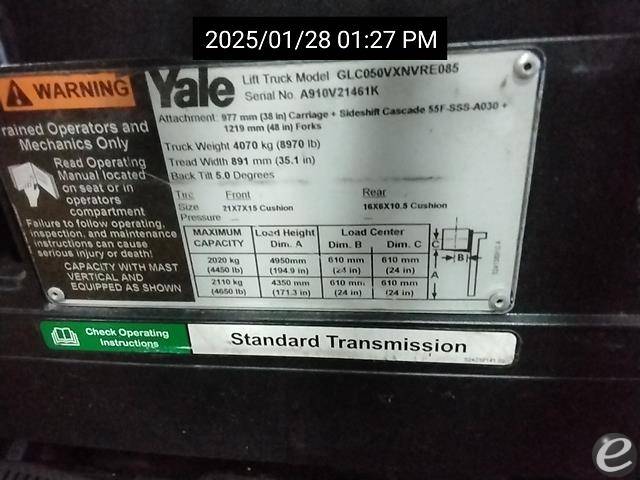 2025/01/28 01:27 PM
WARNING
rained Operators and
Mechanics Only
Read Operating
Manual located
on seat or in
operators
compartment
Failure to follow operating,
inspection, and maintenance
instructions can cause
serious injury or death!
CAPACITY WITH MAST
VERTICAL AND
EQUIPPED AS SHOWN
Yale
Lift Truck Model GLC050VXNVRE085
Serial No. A910V21461K
Attachment: 977 mm (38 in) Carriage + Sideshift Cascade 55F-SSS-A030 +
1219 mm (48 in) Forks
Truck Weight 4070 kg (8970 lb)
Tread Width 891 mm (35.1 in)
Back Tilt 5.0 Degrees
Tire Front Rear
Size 21X7X15 Cushion 16X6X10.5 Cushion
Pressure — —
MAXIMUM CAPACITY Load Height Dim. A Load Center Dim. B Dim. C
2020 kg 4950mm 610 mm 610 mm
(4450 lb) (194.9 in) (24 in) (24 in)
2110 kg 4350 mm 610 mm 610 mm
(4650 lb) (171.3 in) (24 in) (24 in)
C
B
A
Check Operating
Instructions
Standard Transmission
e